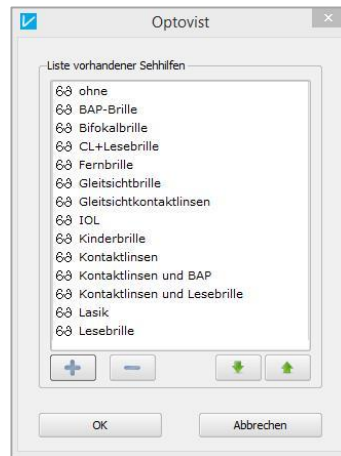 Optovist
Liste vorhandener Sehhilfen
ohne
BAP-Brille
Bifokalbrille
CL+Lesebrille
Fernbrille
Gleitsichtbrille
Gleitsichtkontaktlinsen
IOL
Kinderbrille
Kontaktlinsen
Kontaktlinsen und BAP
Kontaktlinsen und Lesebrille
Lasik
Lesebrille
OK
Abbrechen